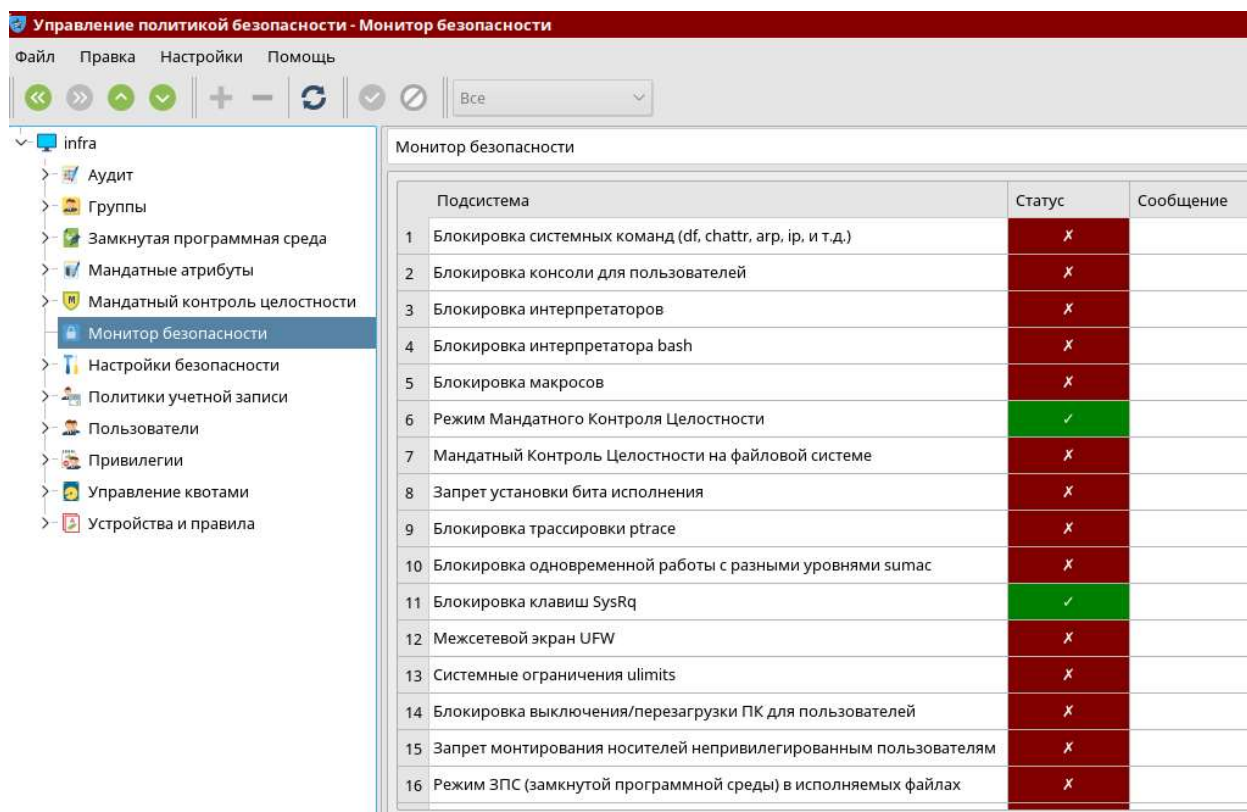 Управление политикой безопасности - Монитор безопасности
Файл Правка Настройки Помощь
Все
infra
Аудит
Группы
Замкнутая программная среда
Мандатные атрибуты
Мандатный контроль целостности
Монитор безопасности
Настройки безопасности
Политики учетной записи
Пользователи
Привилегии
Управление квотами
Устройства и правила
Монитор безопасности
Подсистема Статус Сообщение
1 Блокировка системных команд (df, chattr, arp, ip, и т.д.) ✗
2 Блокировка консоли для пользователей ✗
3 Блокировка интерпретаторов ✗
4 Блокировка интерпретатора bash ✗
5 Блокировка макросов ✗
6 Режим Мандатного Контроля Целостности ✓
7 Мандатный Контроль Целостности на файловой системе ✗
8 Запрет установки бита исполнения ✗
9 Блокировка трассировки ptrace ✗
10 Блокировка одновременной работы с разными уровнями sumac ✗
11 Блокировка клавиш SysRq ✓
12 Межсетевой экран UFW ✗
13 Системные ограничения ulimits ✗
14 Блокировка выключения/перезагрузки ПК для пользователей ✗
15 Запрет монтирования носителей непривилегированным пользователям ✗
16 Режим ЗПС (замкнутой программной среды) в исполняемых файлах ✗